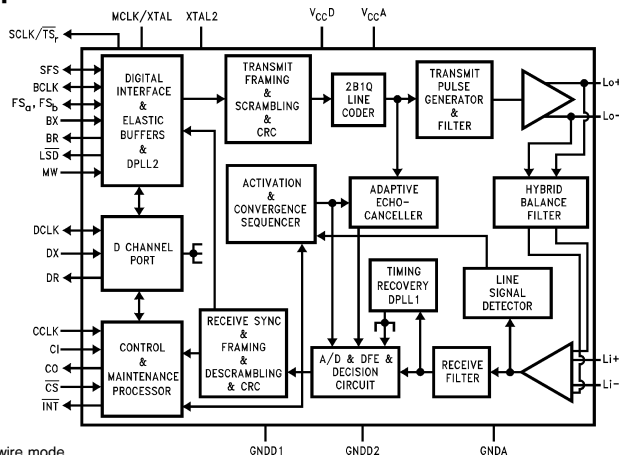 MCLK/XTAL XTAL2 VCCD VCCA
SCLK/TSr
SFS
BCLK
FSa, FSb
BX
BR
LSD
MW
DIGITAL
INTERFACE
&
ELASTIC
BUFFERS
&
DPLL2
TRANSMIT
FRAMING
&
SCRAMBLING
&
CRC
2B1Q
LINE
CODER
TRANSMIT
PULSE
GENERATOR
&
FILTER
Lo+
Lo-
ACTIVATION
&
CONVERGENCE
SEQUENCER
ADAPTIVE
ECHO-
CANCELLER
HYBRID
BALANCE
FILTER
DCLK
DX
DR
D CHANNEL
PORT
TIMING
RECOVERY
DPLL1
LINE
SIGNAL
DETECTOR
CCLK
CI
CO
CS
INT
CONTROL
&
MAINTENANCE
PROCESSOR
RECEIVE SYNC
&
FRAMING
&
DESCRAMBLING
& CRC
A/D & DFE &
DECISION
CIRCUIT
RECEIVE
FILTER
Li+
Li-
GNDD1 GNDD2 GNDA
wire mode